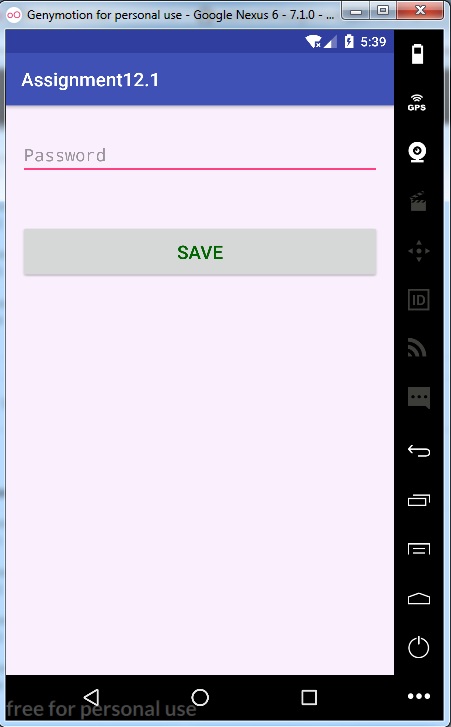 Genymotion for personal use - Google Nexus 6 - 7.1.0 - ...
5:39
GPS
Assignment12.1
Password
SAVE
ID
free for personal use